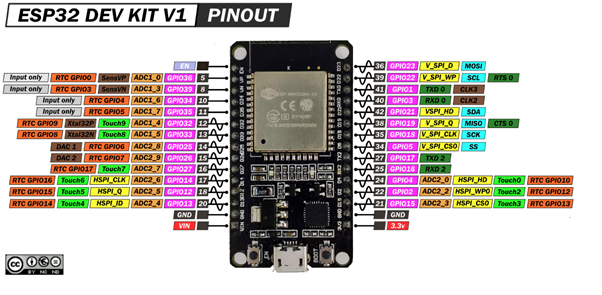 ESP32 DEV KIT V1 PINOUT
EN
Input only RTC GPIO0 SensVP ADC1_0 GPIO36 5
Input only RTC GPIO3 SensVN ADC1_3 GPIO39 8
Input only RTC GPIO4 ADC1_6 GPIO34 10
Input only RTC GPIO5 ADC1_7 GPIO35 11
RTC GPIO9 Xtal32P Touch9 ADC1_4 GPIO32 12
RTC GPIO8 Xtal32N Touch8 ADC1_5 GPIO33 13
DAC 1 RTC GPIO6 ADC2_8 GPIO25 14
DAC 2 RTC GPIO7 ADC2_9 GPIO26 15
RTC GPIO17 Touch7 ADC2_7 GPIO27 16
RTC GPIO16 Touch6 HSPI_CLK ADC2_6 GPIO14 17
RTC GPIO15 Touch5 HSPI_Q ADC2_5 GPIO12 18
RTC GPIO14 Touch4 HSPI_ID ADC2_4 GPIO13 20
GND
VIN
36 GPIO23 V_SPI_D MOSI
39 GPIO22 V_SPI_WP SCL RTS 0
41 GPIO1 TXD 0 CLK3
40 GPIO3 RXD 0 CLK2
42 GPIO21 VSPI_HD SDA
38 GPIO19 V_SPI_Q MISO CTS 0
35 GPIO18 V_SPI_CLK SCK
34 GPIO5 V_SPI_CS0 SS
GPIO17 TXD 2
GPIO16 RXD 2
24 GPIO4 ADC2_0 HSPI_HD Touch0 RTC GPIO10
22 GPIO2 ADC2_2 HSPI_WP0 Touch2 RTC GPIO12
21 GPIO15 ADC2_3 HSPI_CS0 Touch3 RTC GPIO13
GND
3.3v
CC
BY NC ND